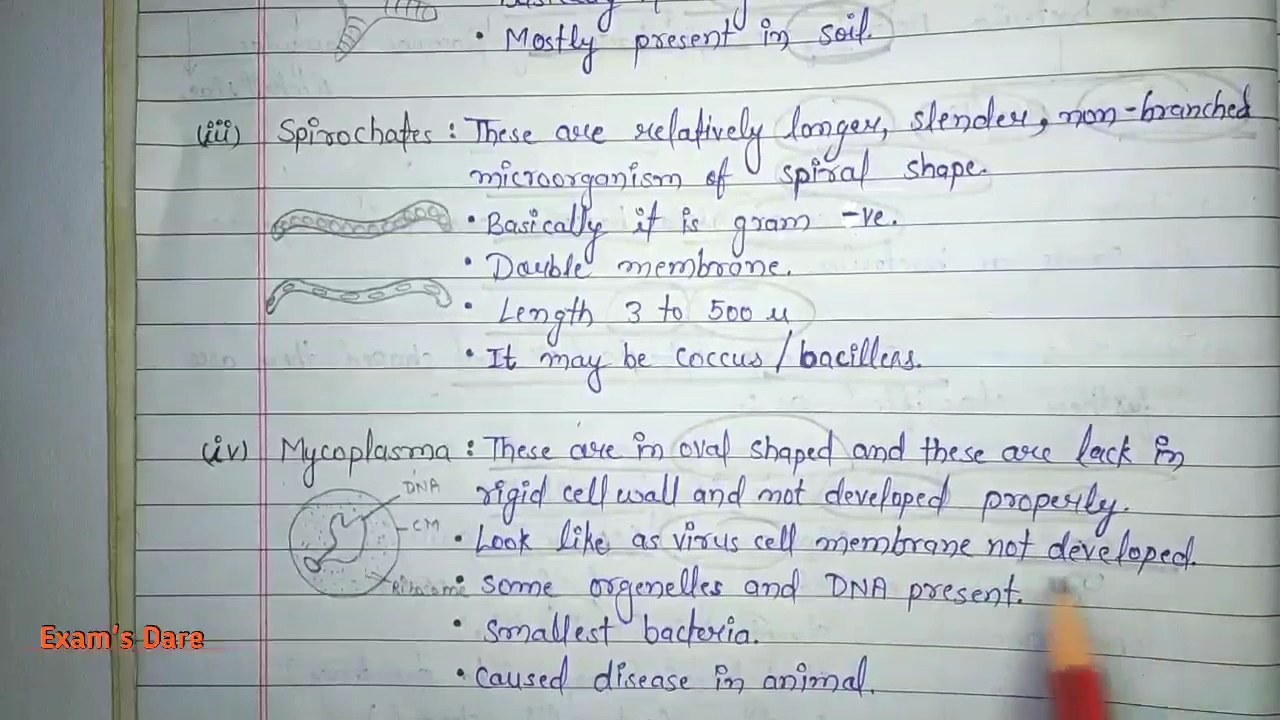 • Mostly present in soil.
(iii) Spirochates : These are relatively longer, slender, non-branched
microorganism of spiral shape.
• Basically it is gram -ve.
• Double membrane.
• Length 3 to 500 u
• It may be coccus / bacilleas.
(iv) Mycoplasma : These are in oval shaped and these are lack in
rigid cell wall and not developed properly.
DNA
CM
Ribosome
• Look like as virus cell membrane not developed.
• some orgenelles and DNA present.
• smallest bacteria.
• caused disease in animal.
Exam's Dare